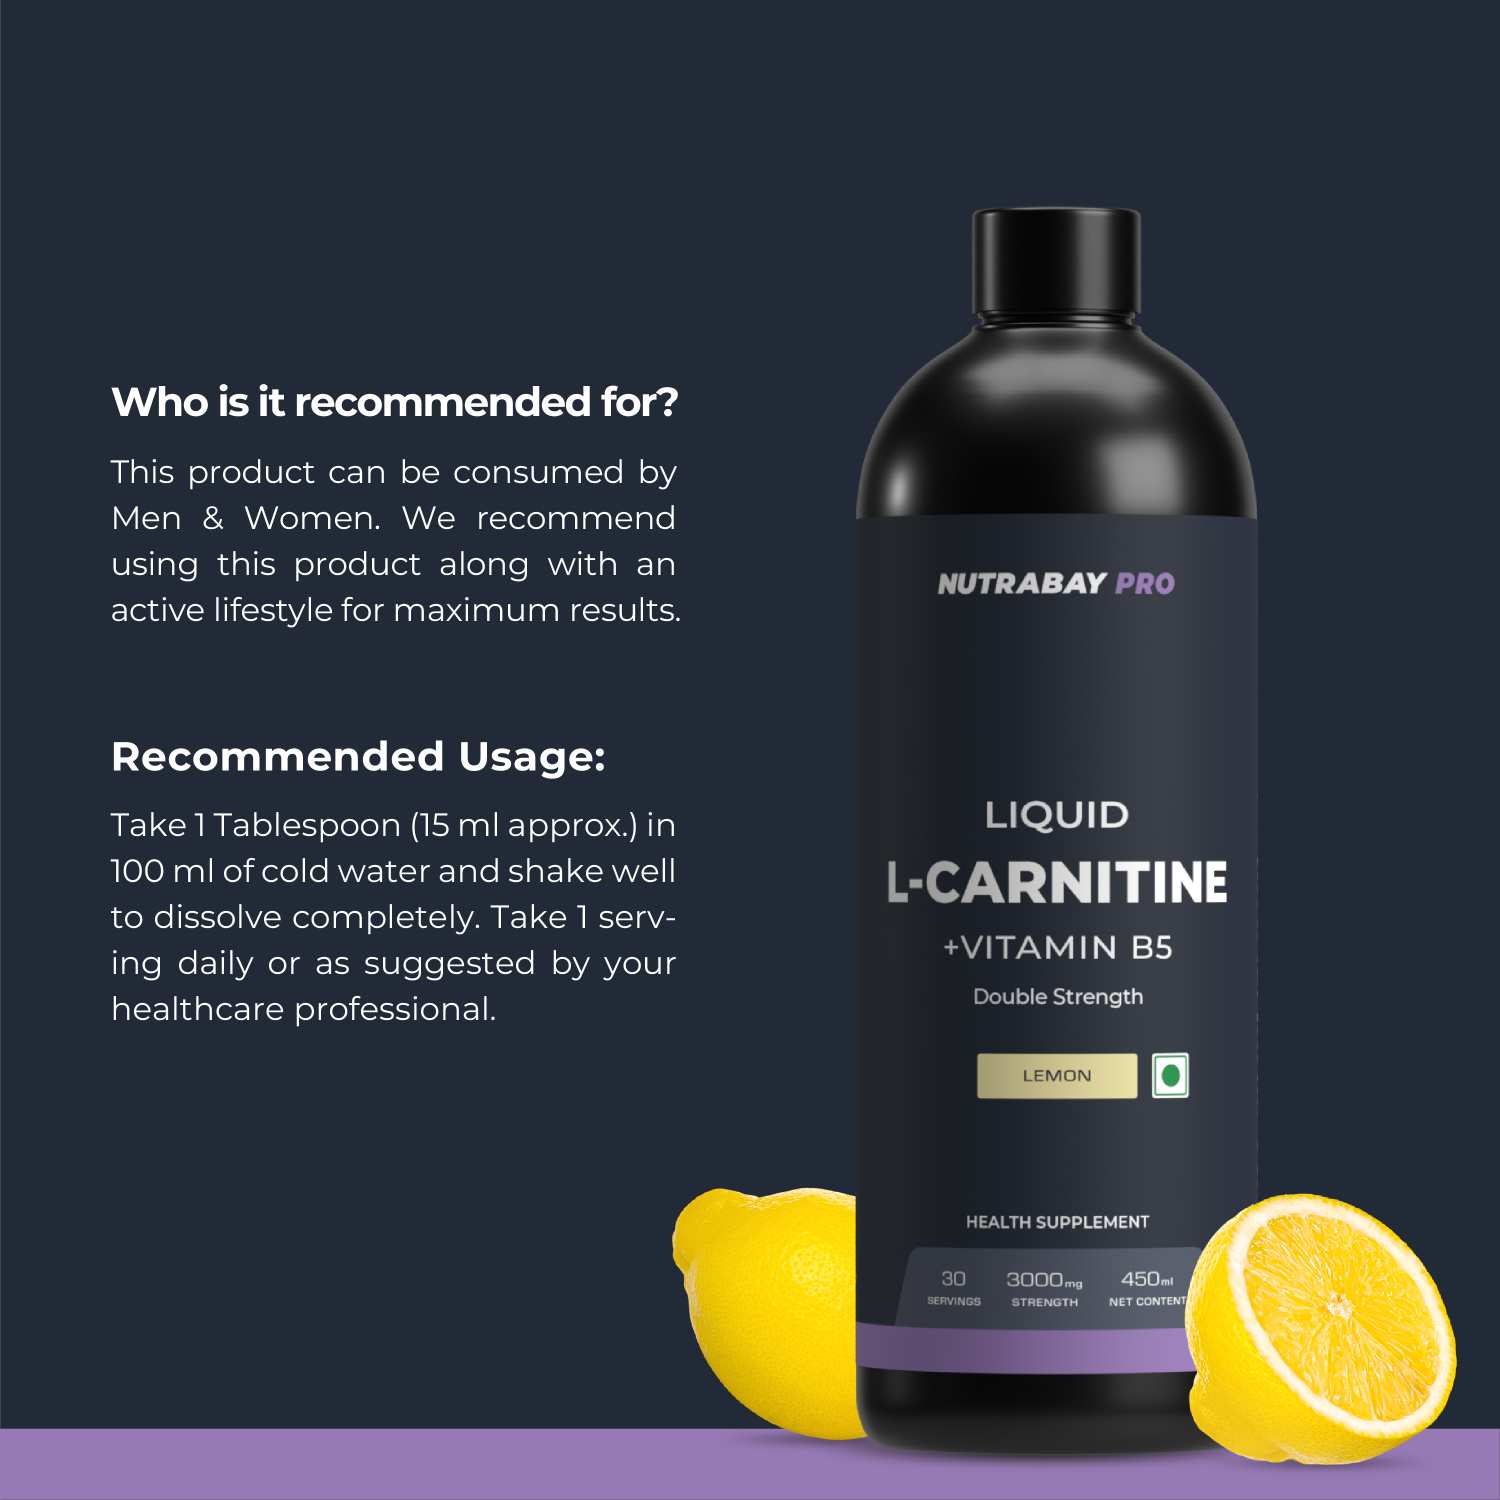 Who is it recommended for?
This product can be consumed by
Men & Women. We recommend
using this product along with an
active lifestyle for maximum results.
Recommended Usage:
Take 1 Tablespoon (15 ml approx.) in
100 ml of cold water and shake well
to dissolve completely. Take 1 serv-
ing daily or as suggested by your
healthcare professional.
NUTRABAY PRO
LIQUID
L-CARNITINE
+VITAMIN B5
Double Strength
LEMON
HEALTH SUPPLEMENT
30 3000mg 450ml
SERVINGS STRENGTH NET CONTENT